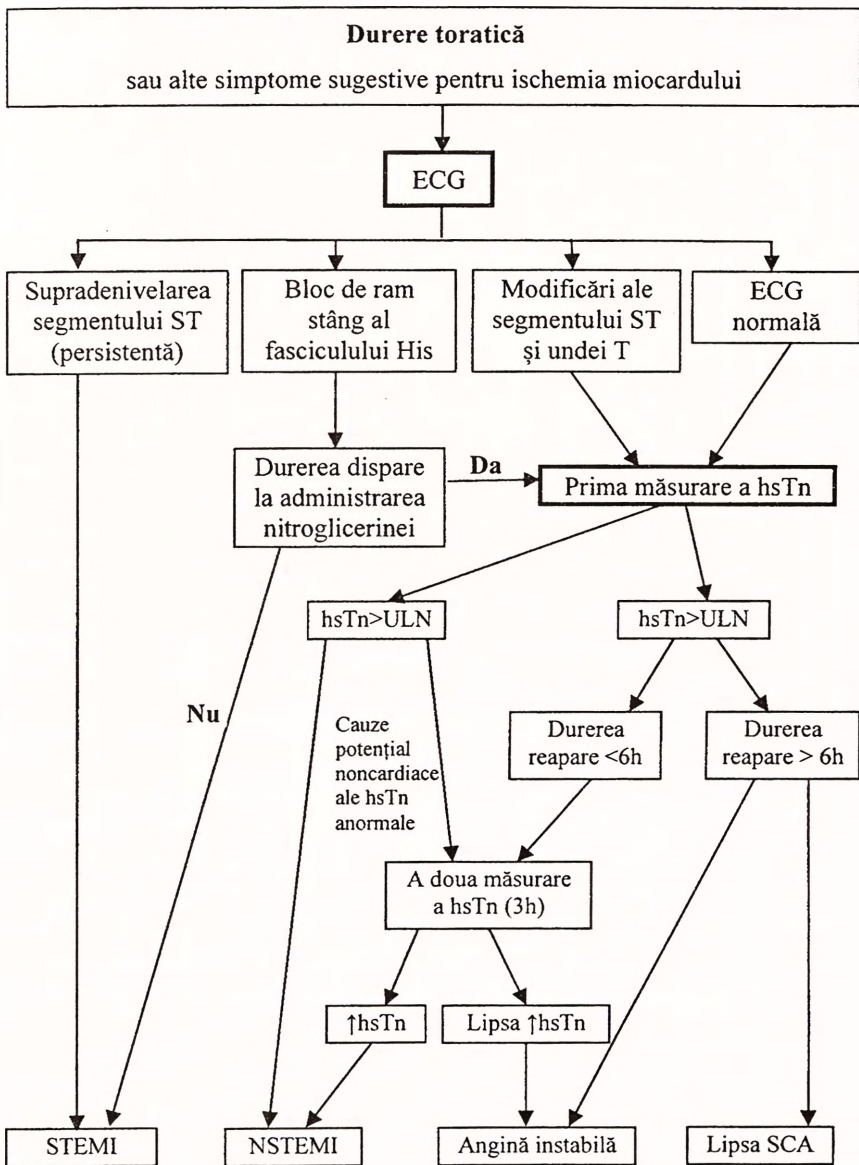 Durere toratică
sau alte simptome sugestive pentru ischemia miocardului
ECG
Supradenivelarea
segmentului ST
(persistentă)
Bloc de ram
stâng al
fasciculului His
Modificări ale
segmentului ST
și undei T
ECG
normală
Durerea dispare
la administrarea
nitroglicerinei
Da
Prima măsurare a hsTn
hsTn>ULN
hsTn>ULN
Nu
Cauze
potențial
noncardiace
ale hsTn
anormale
Durerea
reapare <6h
Durerea
reapare > 6h
A doua măsurare
a hsTn (3h)
↑hsTn
Lipsa ↑hsTn
STEMI
NSTEMI
Angină instabilă
Lipsa SCA